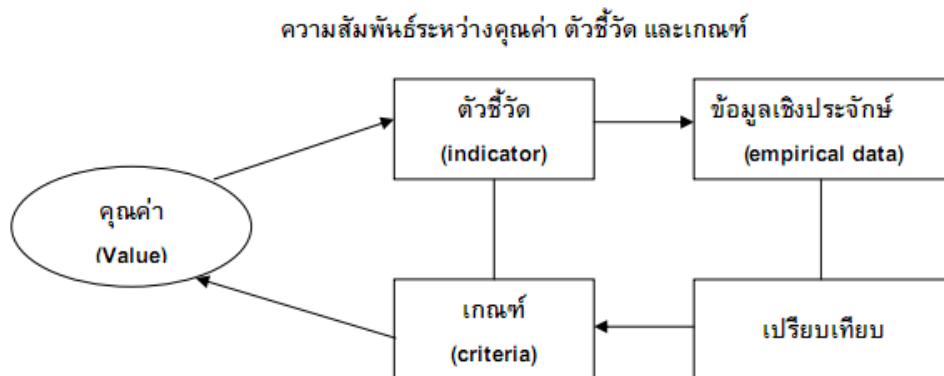 ความสัมพันธ์ระหว่างคุณค่า ตัวชี้วัด และเกณฑ์
ตัวชี้วัด
(indicator)
ข้อมูลเชิงประจักษ์
(empirical data)
คุณค่า
(Value)
เกณฑ์
(criteria)
เปรียบเทียบ